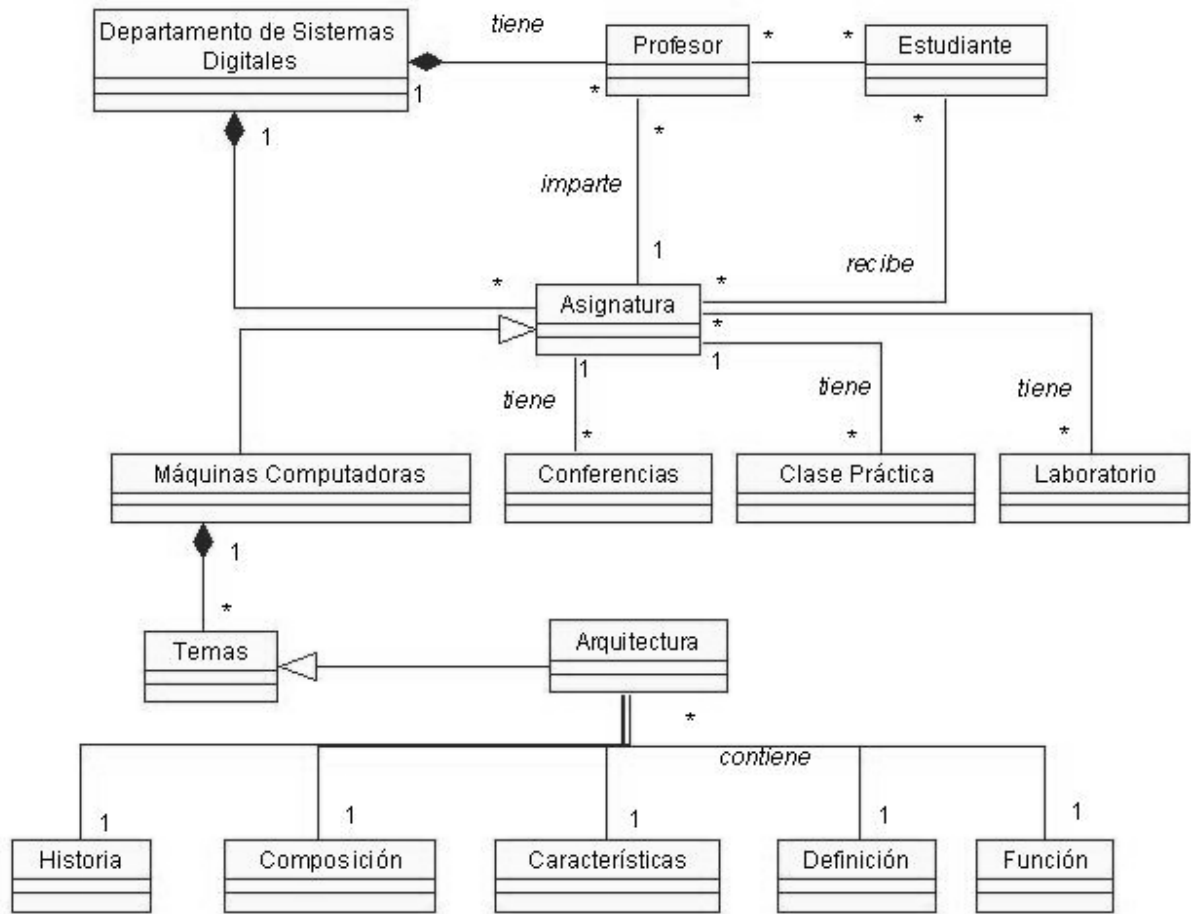 Departamento de Sistemas
Digitales
tiene
Profesor
*
*
Estudiante
1
*
1
*
*
imparte
1
recibe
*
*
Asignatura
*
1
1
tiene
tiene
tiene
*
*
*
Máquinas Computadoras
Conferencias
Clase Práctica
Laboratorio
1
*
Temas
Arquitectura
*
contiene
1
1
1
1
1
Historia
Composición
Características
Definición
Función